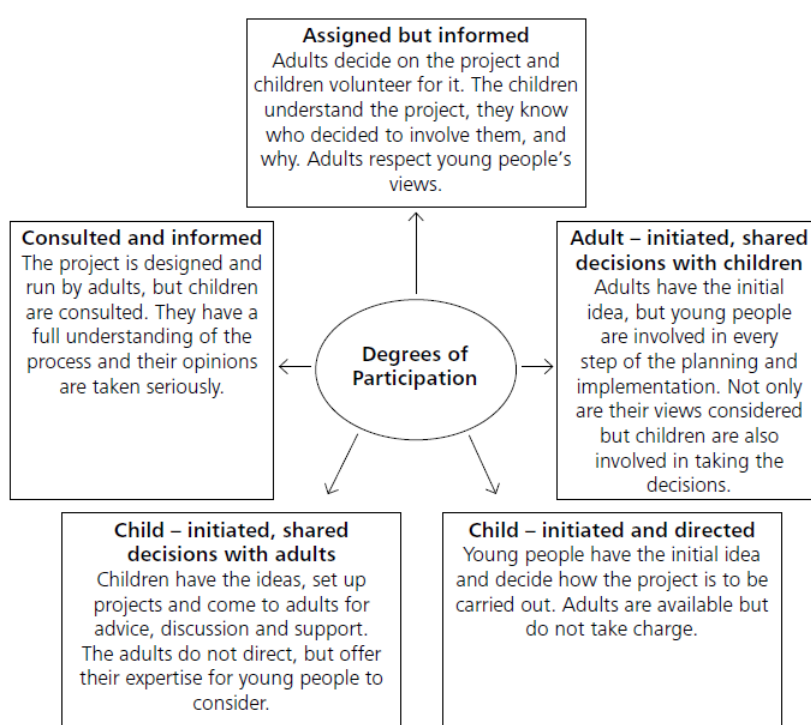 Assigned but informed
Adults decide on the project and
children volunteer for it. The children
understand the project, they know
who decided to involve them, and
why. Adults respect young people’s
views.
Consulted and informed
The project is designed and
run by adults, but children
are consulted. They have a
full understanding of the
process and their opinions
are taken seriously.
Degrees of
Participation
Adult – initiated, shared
decisions with children
Adults have the initial
idea, but young people
are involved in every
step of the planning and
implementation. Not only
are their views considered
but children are also
involved in taking the
decisions.
Child – initiated, shared
decisions with adults
Children have the ideas, set up
projects and come to adults for
advice, discussion and support.
The adults do not direct, but offer
their expertise for young people to
consider.
Child – initiated and directed
Young people have the initial idea
and decide how the project is to be
carried out. Adults are available but
do not take charge.